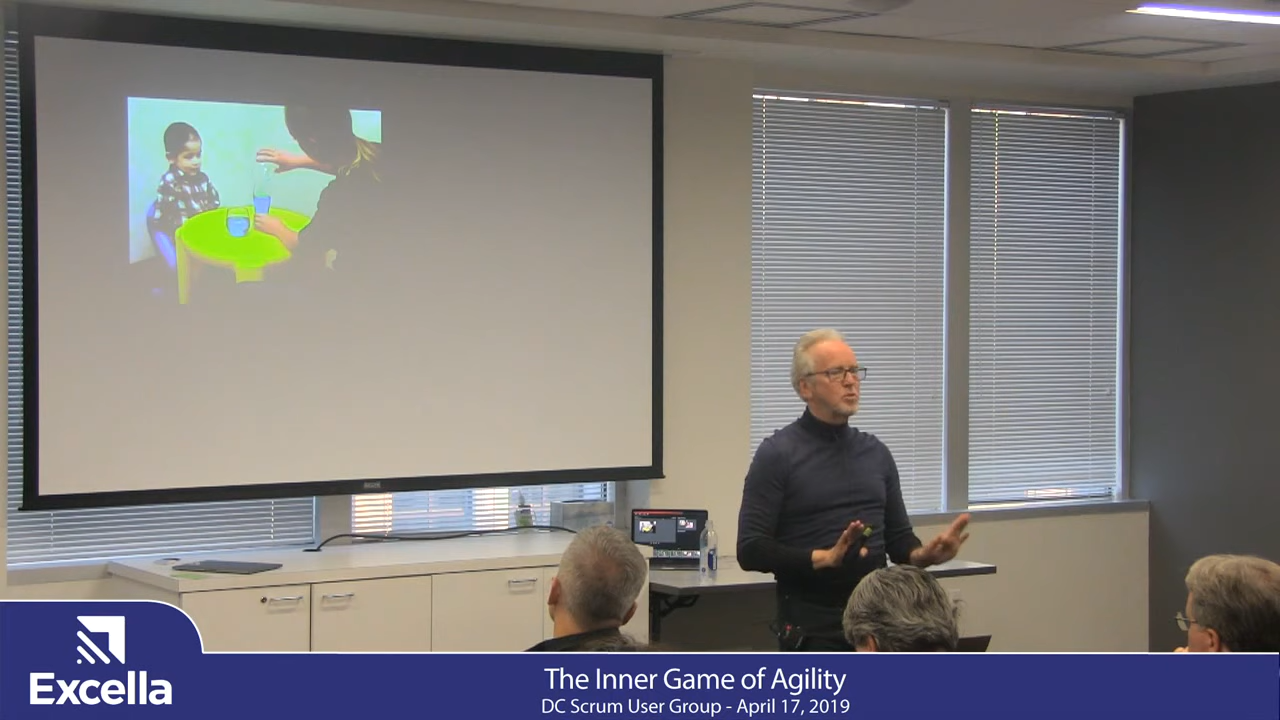 Excella
The Inner Game of Agility
DC Scrum User Group - April 17, 2019